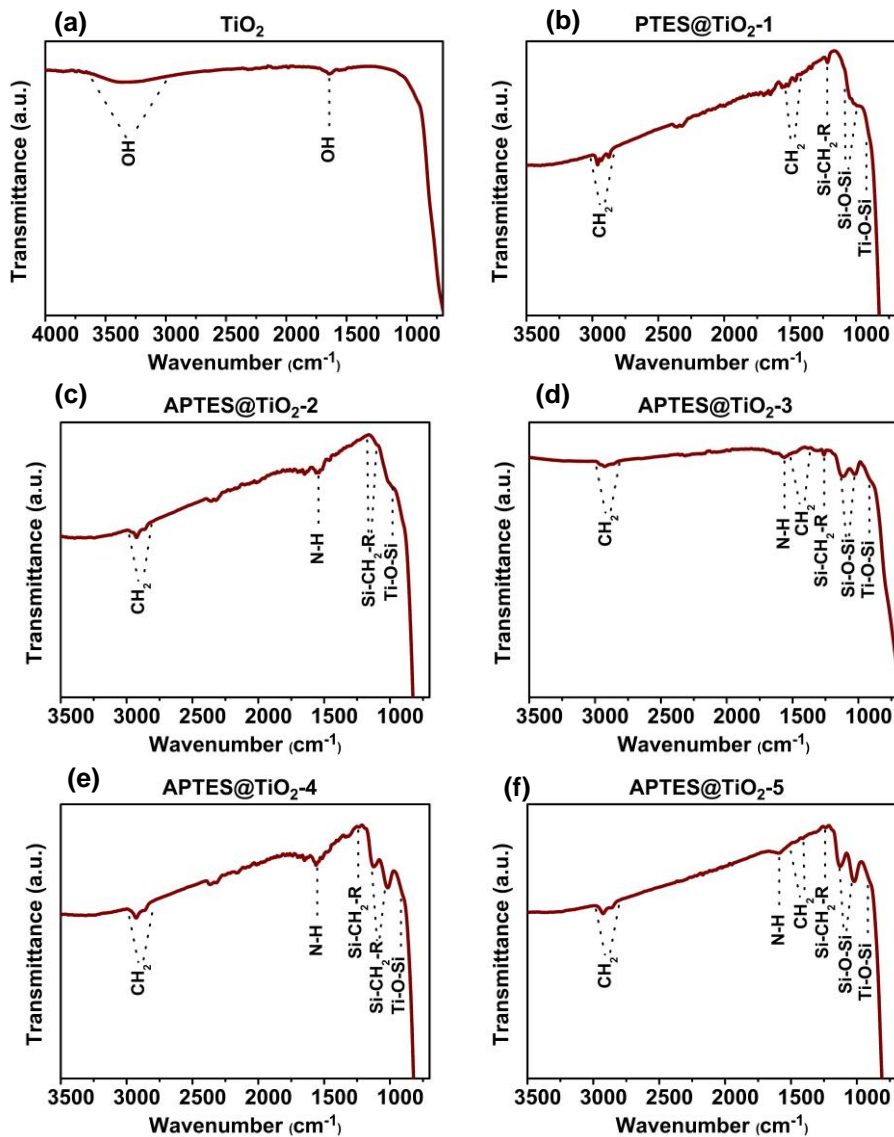 (a)
TiO₂
Transmittance (a.u.)
OH
OH
4000 3500 3000 2500 2000 1500 1000
Wavenumber (cm⁻¹)
(b)
PTES@TiO₂-1
Transmittance (a.u.)
CH₂
CH₂
Si-CH₂-R
Si-O-Si
Ti-O-Si
3500 3000 2500 2000 1500 1000
Wavenumber (cm⁻¹)
(c)
APTES@TiO₂-2
Transmittance (a.u.)
CH₂
N-H
Si-CH₂-R
Ti-O-Si
3500 3000 2500 2000 1500 1000
Wavenumber (cm⁻¹)
(d)
APTES@TiO₂-3
Transmittance (a.u.)
CH₂
N-H
CH₂
Si-CH₂-R
Si-O-Si
Ti-O-Si
3500 3000 2500 2000 1500 1000
Wavenumber (cm⁻¹)
(e)
APTES@TiO₂-4
Transmittance (a.u.)
CH₂
N-H
Si-CH₂-R
Si-CH₂-R
Ti-O-Si
3500 3000 2500 2000 1500 1000
Wavenumber (cm⁻¹)
(f)
APTES@TiO₂-5
Transmittance (a.u.)
CH₂
N-H
CH₂
Si-CH₂-R
Si-O-Si
Ti-O-Si
3500 3000 2500 2000 1500 1000
Wavenumber (cm⁻¹)